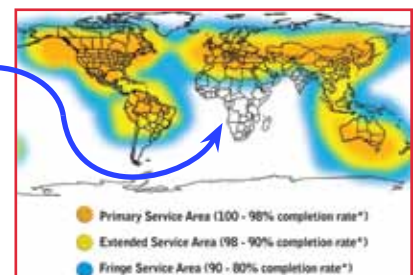 Primary Service Area (100 - 98% completion rate*)
Extended Service Area (98 - 90% completion rate*)
Fringe Service Area (90 - 80% completion rate*)